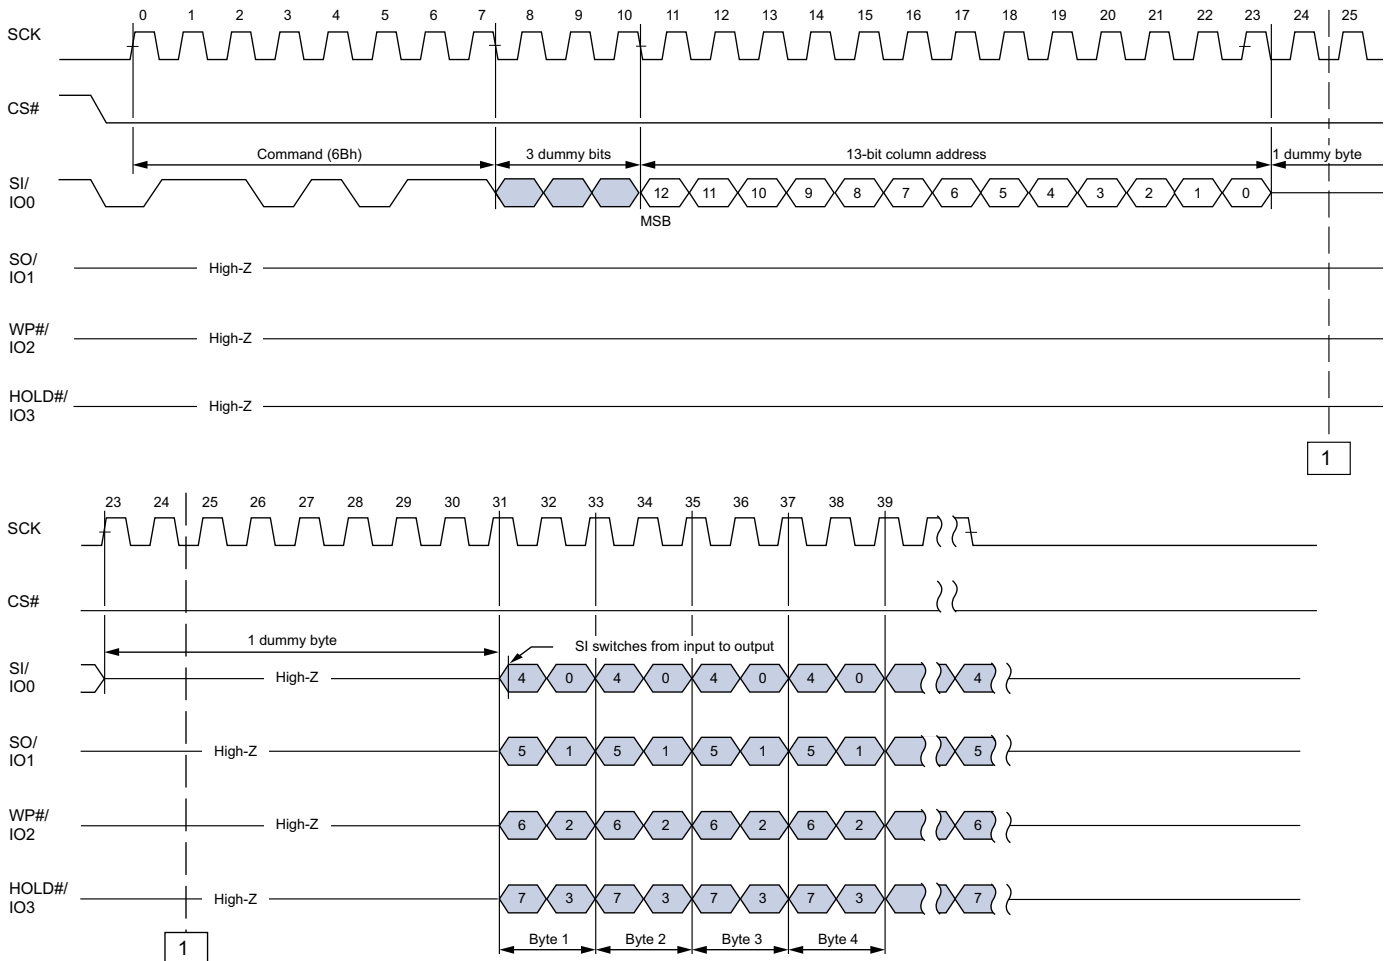 0 1 2 3 4 5 6 7 8 9 10 11 12 13 14 15 16 17 18 19 20 21 22 23 24 25
SCK
CS#
Command (6Bh) 3 dummy bits 13-bit column address 1 dummy byte
SI/
IO0
12 11 10 9 8 7 6 5 4 3 2 1 0
MSB
SO/
IO1
High-Z
WP#/
IO2
High-Z
HOLD#/
IO3
High-Z
1
23 24 25 26 27 28 29 30 31 32 33 34 35 36 37 38 39
SCK
CS#
1 dummy byte
SI switches from input to output
SI/
IO0
High-Z 4 0 4 0 4 0 4 0 4
SO/
IO1
High-Z 5 1 5 1 5 1 5 1 5
WP#/
IO2
High-Z 6 2 6 2 6 2 6 2 6
HOLD#/
IO3
High-Z 7 3 7 3 7 3 7 3 7
1
Byte 1 Byte 2 Byte 3 Byte 4